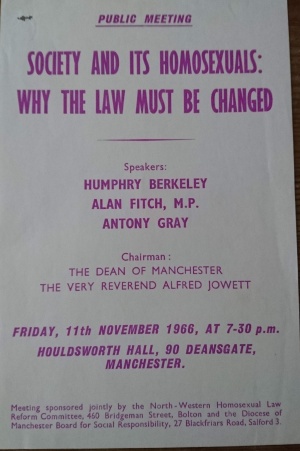 PUBLIC MEETING
SOCIETY AND ITS HOMOSEXUALS:
WHY THE LAW MUST BE CHANGED
Speakers:
HUMPHRY BERKELEY
ALAN FITCH, M.P.
ANTONY GRAY
Chairman:
THE DEAN OF MANCHESTER
THE VERY REVEREND ALFRED JOWETT
FRIDAY, 11th NOVEMBER 1966, AT 7-30 p.m.
HOULDSWORTH HALL, 90 DEANSGATE,
MANCHESTER.
Meeting sponsored jointly by the North-Western Homosexual Law
Reform Committee, 460 Bridgeman Street, Bolton and the Diocese of
Manchester Board for Social Responsibility, 27 Blackfriars Road, Salford 3.